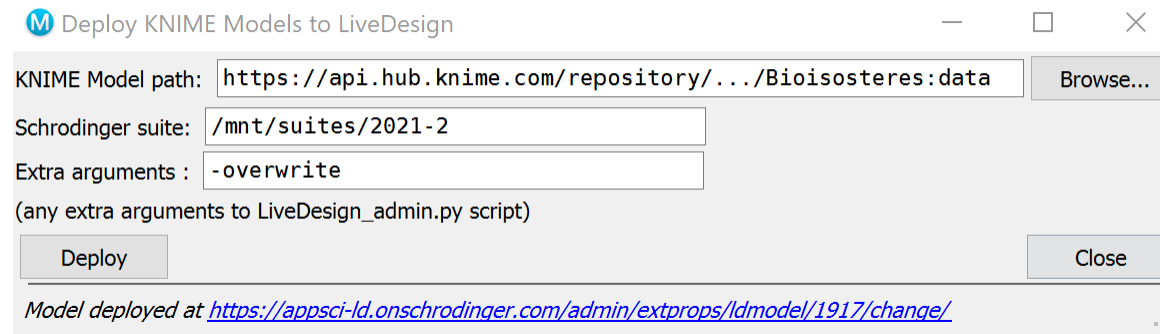 M Deploy KNIME Models to LiveDesign
KNIME Model path: https://api.hub.knime.com/repository/.../Bioisosteres:data Browse...
Schrodinger suite: /mnt/suites/2021-2
Extra arguments : -overwrite
(any extra arguments to LiveDesign_admin.py script)
Deploy Close
Model deployed at https://appsci-ld.onschrodinger.com/admin/extprops/ldmodel/1917/change/